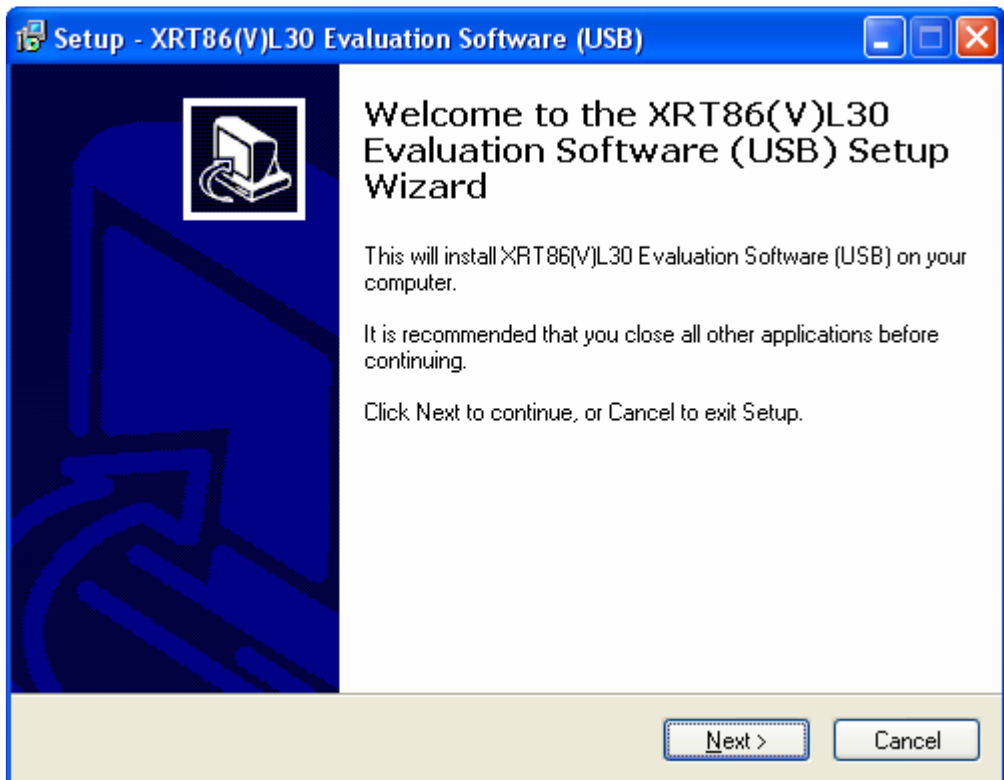 Setup - XRT86(V)L30 Evaluation Software (USB)
Welcome to the XRT86(V)L30
Evaluation Software (USB) Setup
Wizard
This will install XRT86(V)L30 Evaluation Software (USB) on your
computer.
It is recommended that you close all other applications before
continuing.
Click Next to continue, or Cancel to exit Setup.
Next >
Cancel